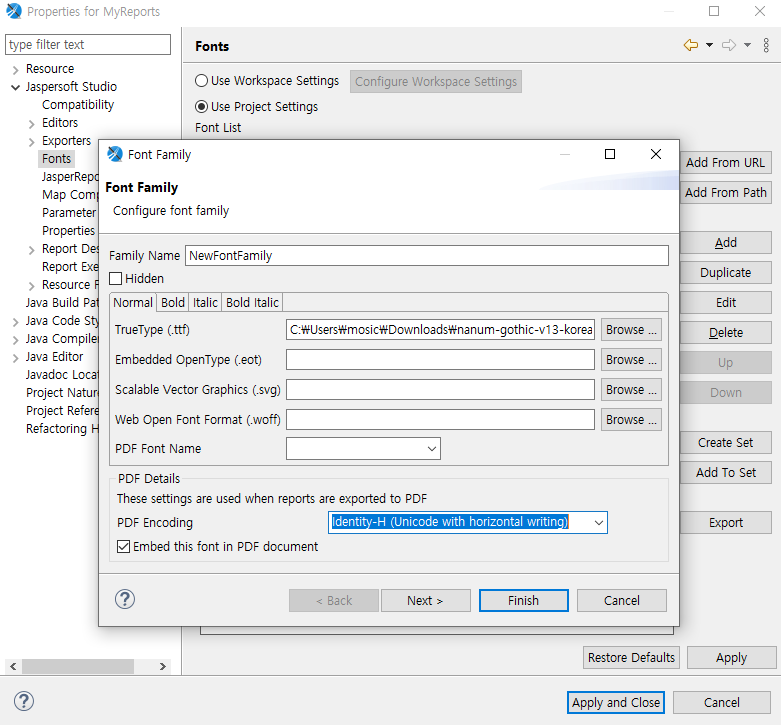 Properties for MyReports
type filter text
Resource
Jaspersoft Studio
Compatibility
Editors
Exporters
Fonts
JasperRepo
Map Comp
Parameter
Properties
Report Des
Report Exe
Resource F
Java Build Pat
Java Code Sty
Java Compiler
Java Editor
Javadoc Locat
Project Nature
Project Refere
Refactoring H
Fonts
Use Workspace Settings
Configure Workspace Settings
Use Project Settings
Font List
Add From URL
Add From Path
Add
Duplicate
Edit
Delete
Up
Down
Create Set
Add To Set
Export
Font Family
Font Family
Configure font family
Family Name NewFontFamily
Hidden
Normal Bold Italic Bold Italic
TrueType (.ttf) C:₩Users₩mosic₩Downloads₩nanum-gothic-v13-korea Browse ...
Embedded OpenType (.eot) Browse ...
Scalable Vector Graphics (.svg) Browse ...
Web Open Font Format (.woff) Browse ...
PDF Font Name
PDF Details
These settings are used when reports are exported to PDF
PDF Encoding Identity-H (Unicode with horizontal writing)
Embed this font in PDF document
? < Back Next > Finish Cancel
Restore Defaults Apply
? Apply and Close Cancel